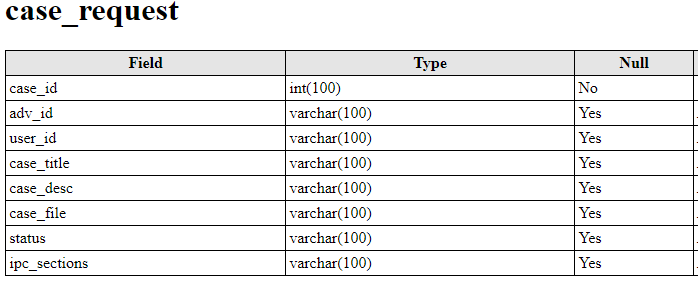 case_request
Field Type Null
case_id int(100) No
adv_id varchar(100) Yes
user_id varchar(100) Yes
case_title varchar(100) Yes
case_desc varchar(100) Yes
case_file varchar(100) Yes
status varchar(100) Yes
ipc_sections varchar(100) Yes